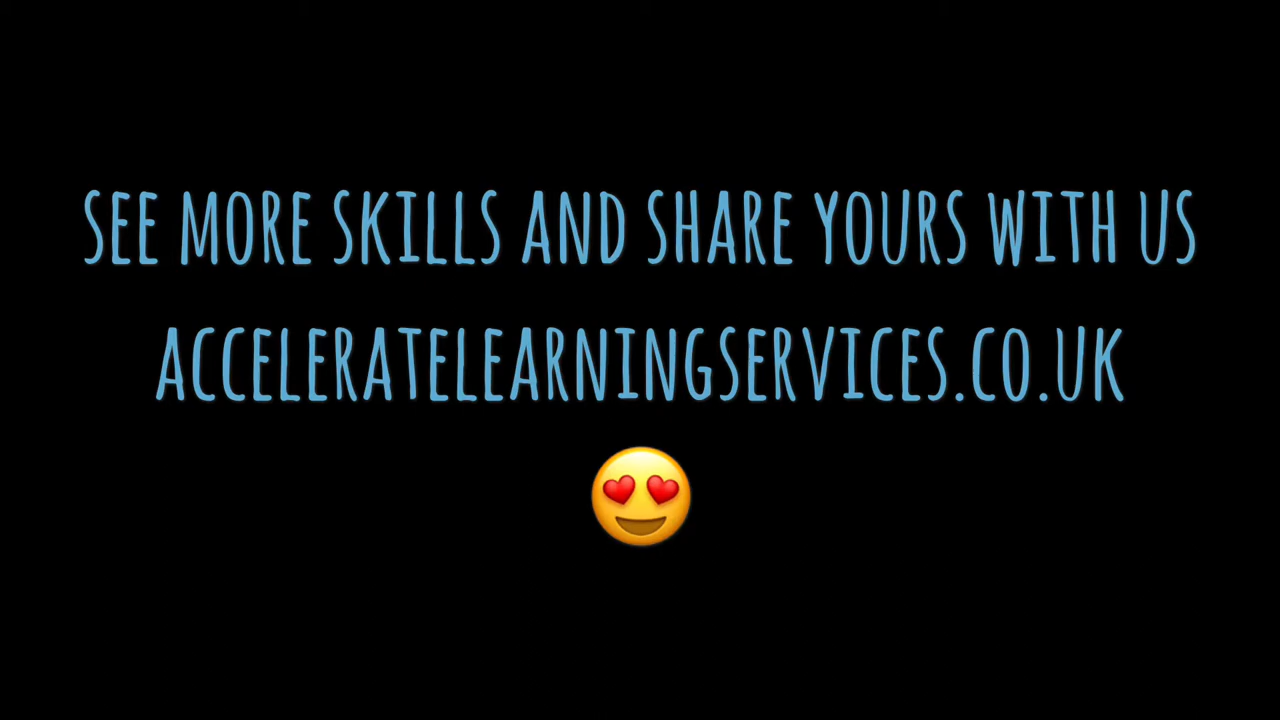 SEE MORE SKILLS AND SHARE YOURS WITH US
ACCELERATELEARNINGSERVICES.CO.UK
😍